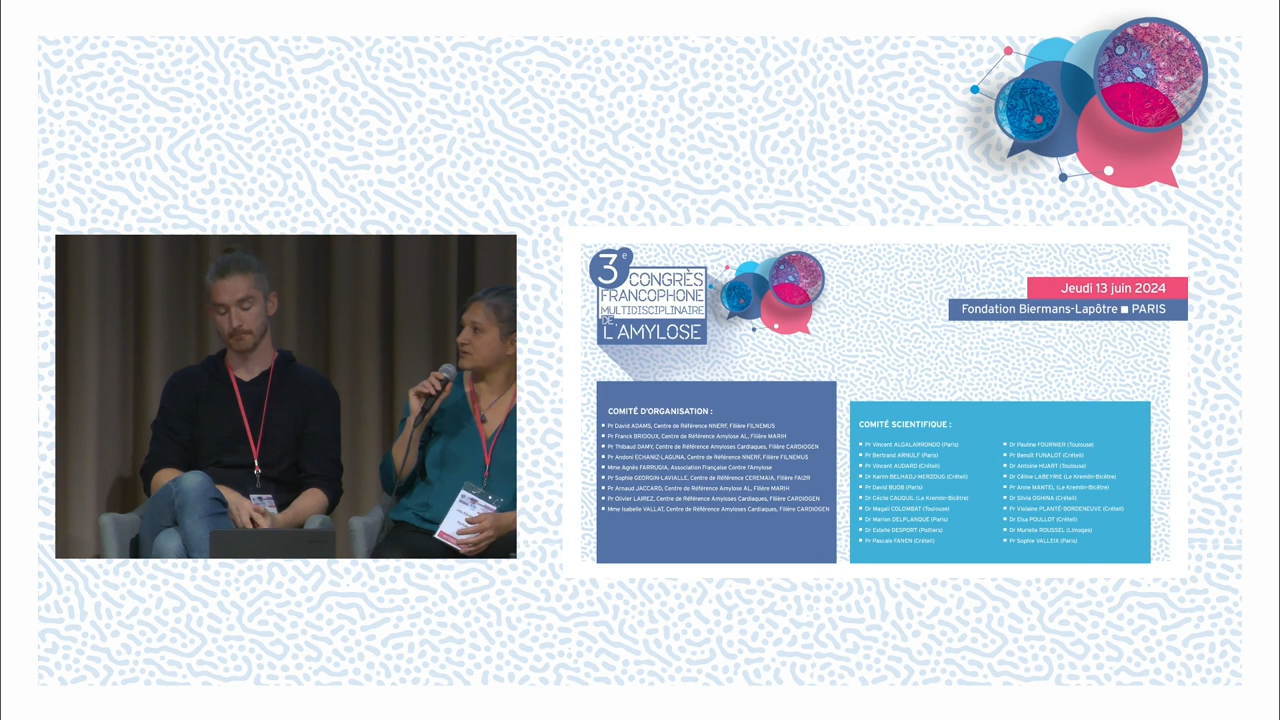 3e
CONGRÈS
FRANCOPHONE
MULTIDISCIPLINAIRE
DE
L'AMYLOSE
Jeudi 13 juin 2024
Fondation Biermans-Lapôtre ■ PARIS
COMITÉ D'ORGANISATION :
Pr David ADAMS, Centre de Référence NNERF, Filière FILNEMUS
Pr Franck BRIDOUX, Centre de Référence Amylose AL, Filière MARIH
Pr Thibaud DAMY, Centre de Référence Amyloses Cardiaques, Filière CARDIOGEN
Pr Andoni ECHANIZ-LAGUNA, Centre de Référence NNERF, Filière FILNEMUS
Mme Agnès FARRUGIA, Association Française Contre l'Amylose
Pr Sophie GEORGIN-LAVIALLE, Centre de Référence CEREMAIA, Filière FAI2R
Pr Arnaud JACCARD, Centre de Référence Amylose AL, Filière MARIH
Pr Olivier LAIREZ, Centre de Référence Amyloses Cardiaques, Filière CARDIOGEN
Mme Isabelle VALLAT, Centre de Référence Amyloses Cardiaques, Filière CARDIOGEN
COMITÉ SCIENTIFIQUE :
Pr Vincent ALGALARRONDO (Paris)
Pr Bertrand ARNULF (Paris)
Pr Vincent AUDARD (Créteil)
Dr Karim BELHADJ-MERZOUG (Créteil)
Pr David BUOB (Paris)
Dr Cécile CAUQUIL (Le Kremlin-Bicêtre)
Dr Magali COLOMBAT (Toulouse)
Dr Marion DELPLANQUE (Paris)
Dr Estelle DESPORT (Poitiers)
Pr Pascale FANEN (Créteil)
Dr Pauline FOURNIER (Toulouse)
Pr Benoît FUNALOT (Créteil)
Dr Antoine HUART (Toulouse)
Dr Céline LABEYRIE (Le Kremlin-Bicêtre)
Pr Anne MANTEL (Le Kremlin-Bicêtre)
Dr Silvia OGHINA (Créteil)
Pr Violaine PLANTÉ-BORDENEUVE (Créteil)
Dr Elsa POULLOT (Créteil)
Dr Murielle ROUSSEL (Limoges)
Pr Sophie VALLEIX (Paris)